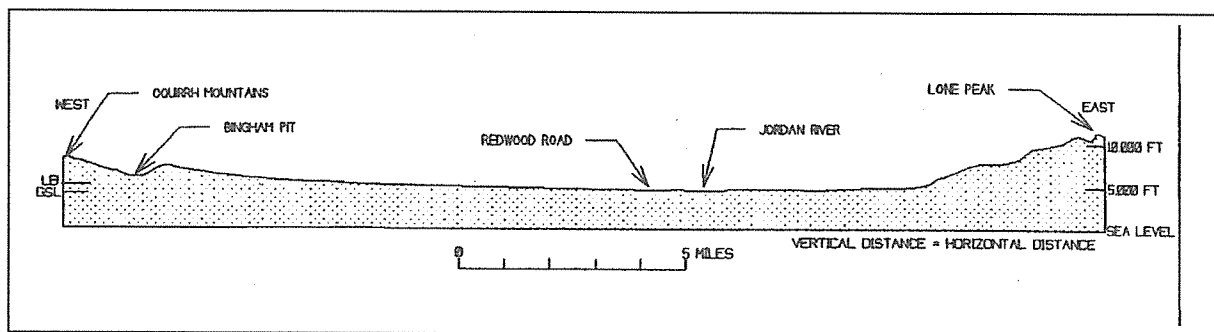 LONE PEAK
WEST
OQUIRRH MOUNTAINS
EAST
BINGHAM PIT
REDWOOD ROAD
JORDAN RIVER
10,000 FT
LB
GSL
5,000 FT
SEA LEVEL
VERTICAL DISTANCE = HORIZONTAL DISTANCE
0
5 MILES